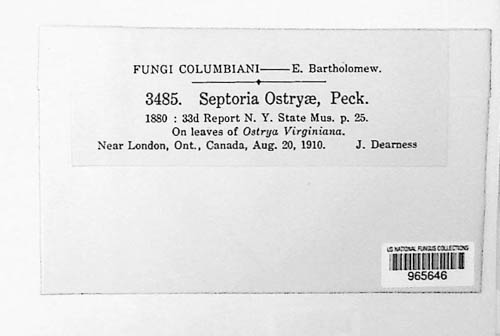 FUNGI COLUMBIANI—E. Bartholomew.
3485. Septoria Ostryæ, Peck.
1880 : 33d Report N. Y. State Mus. p. 25.
On leaves of Ostrya Virginiana.
Near London, Ont., Canada, Aug. 20, 1910. J. Dearness
US NATIONAL FUNGUS COLLECTIONS
965646